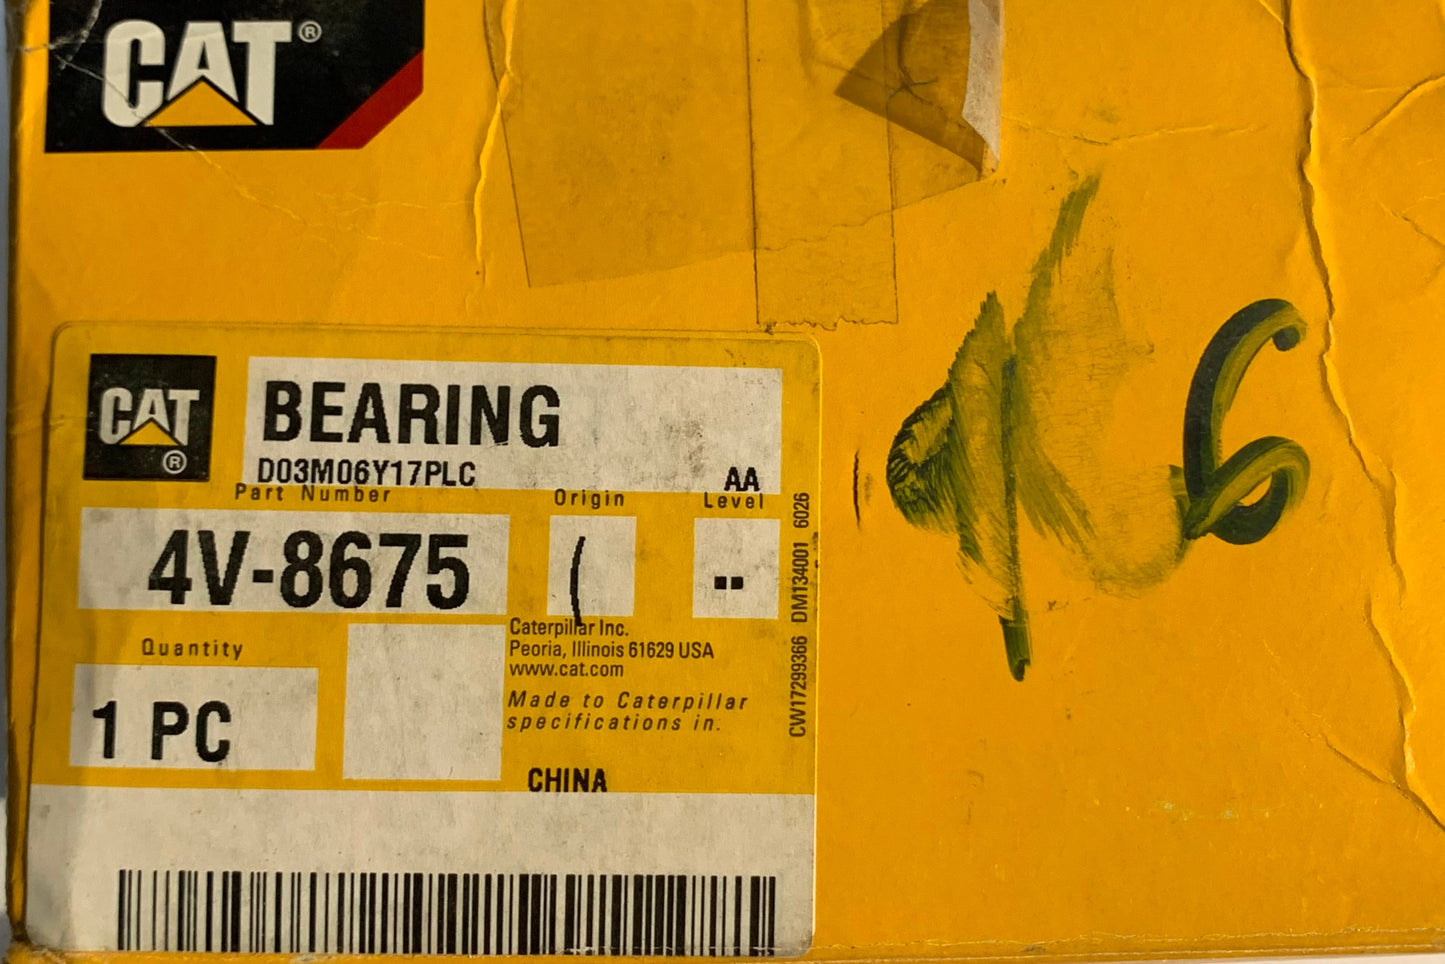 CAT®
CAT®
BEARING
D03M06Y17PLC
AA
Part Number
Origin
Level
4V-8675
(
--
Quantity
1 PC
Caterpillar Inc.
Peoria, Illinois 61629 USA
www.cat.com
Made to Caterpillar
specifications in.
CHINA
CW17299366 DM134001 6026
6